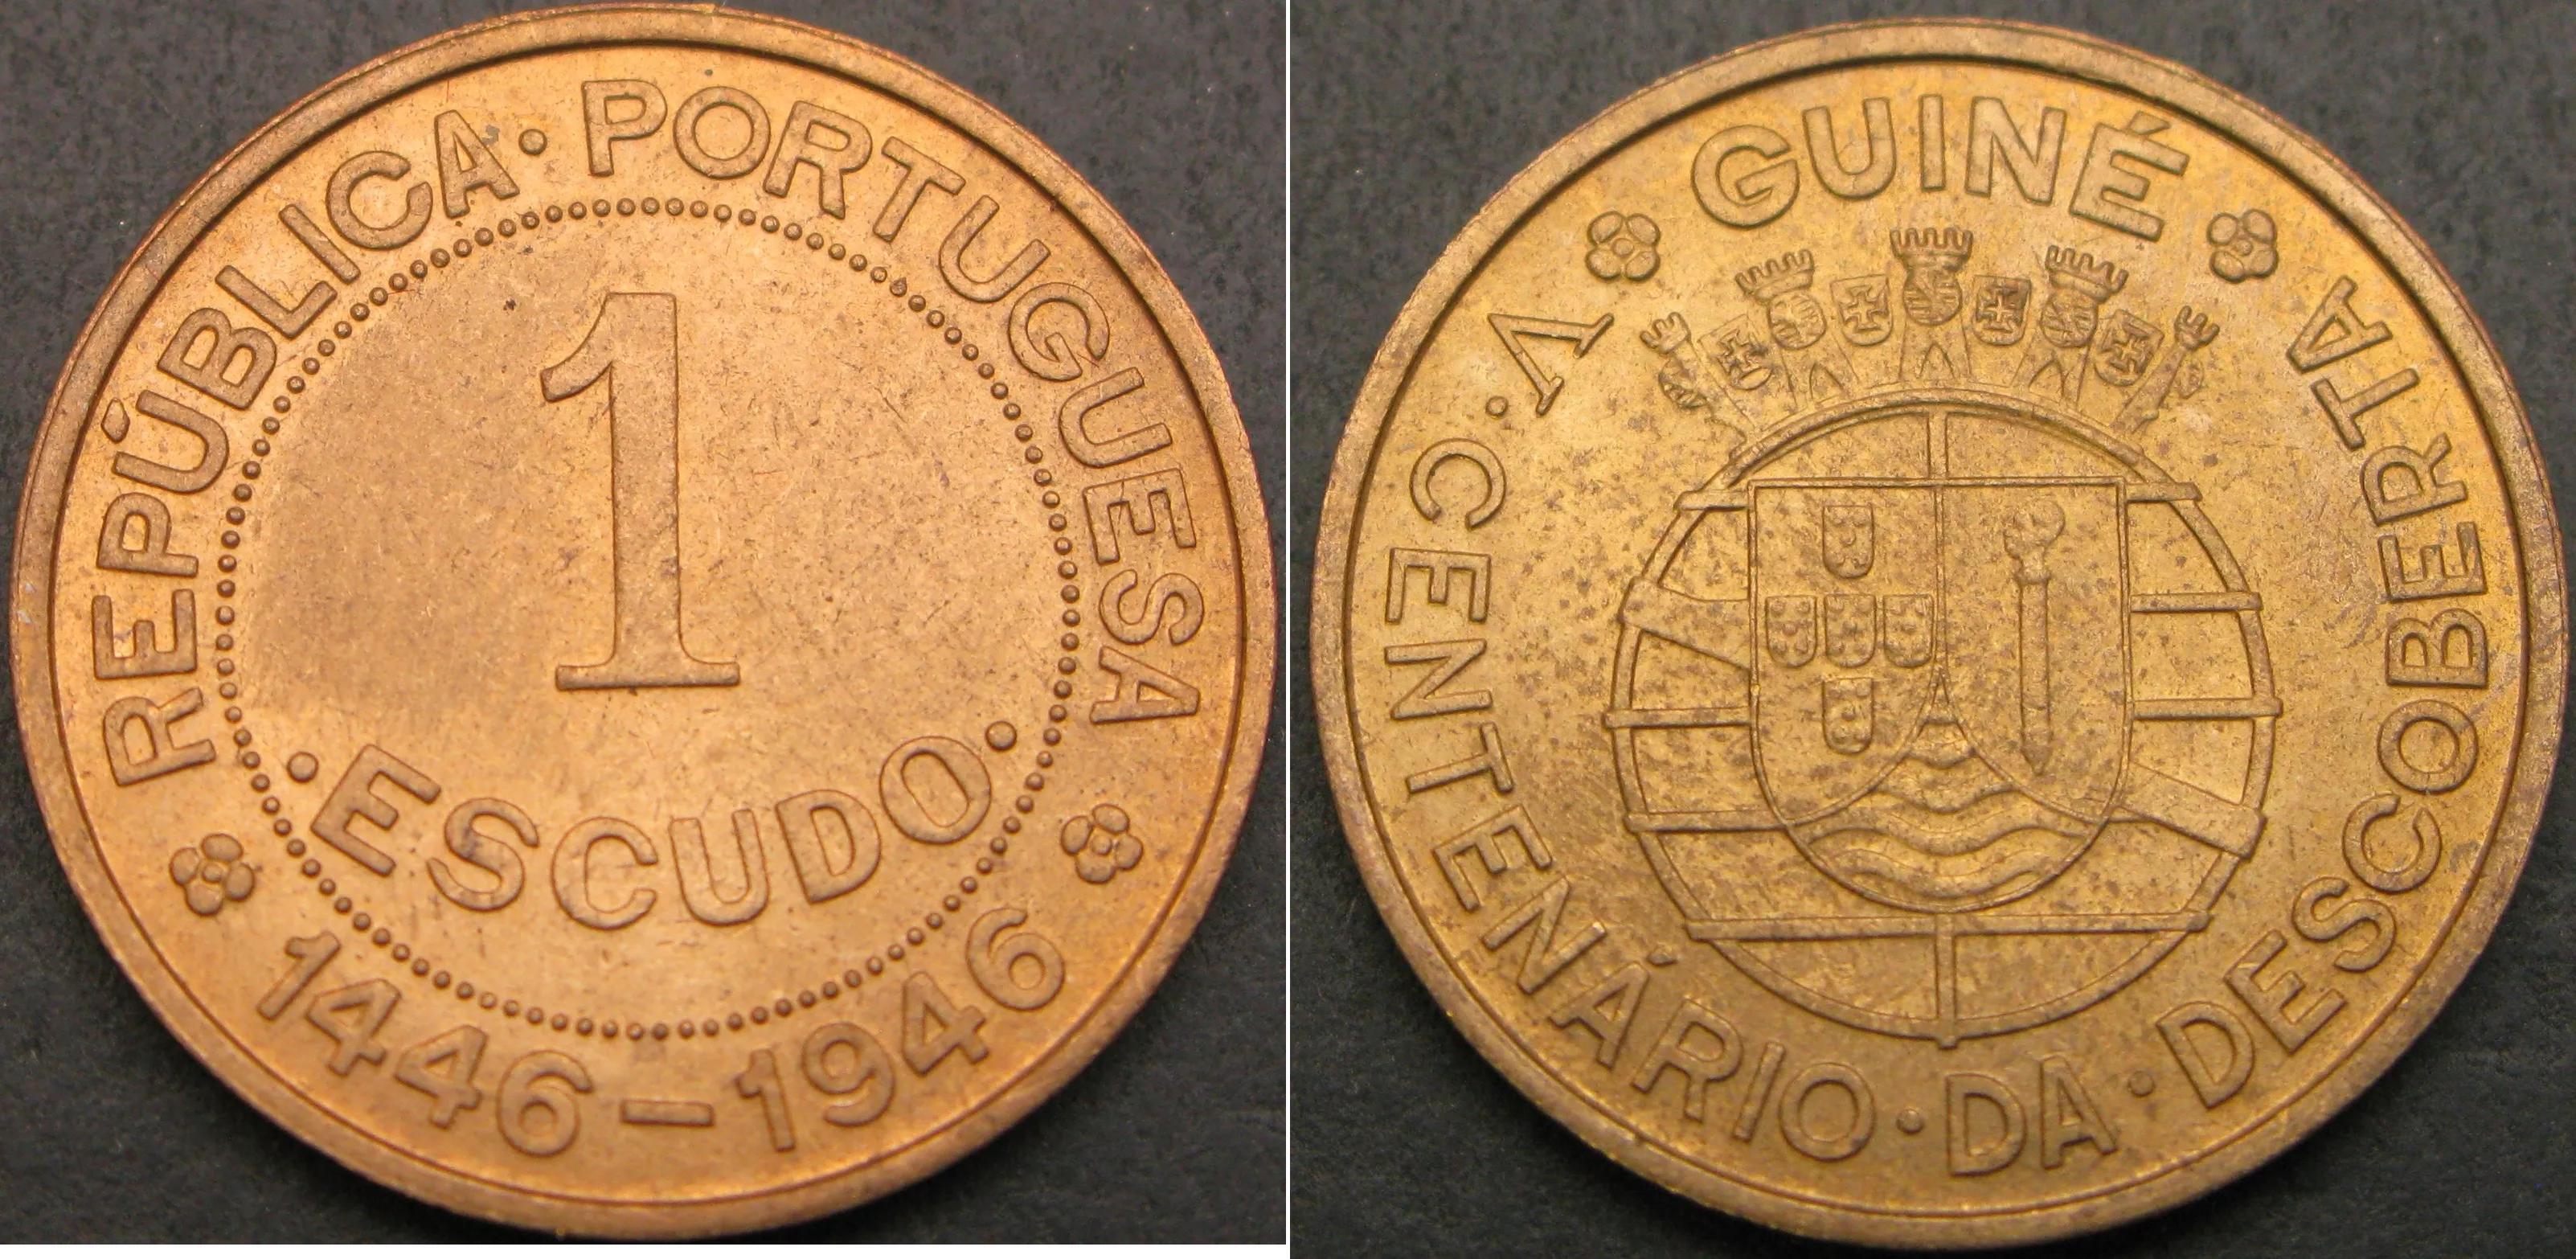 REPÚBLICA · PORTUGUESA
1
· ESCUDO ·
1446 – 1946
GUINÉ
V · CENTENÁRIO · DA · DESCOBERTA